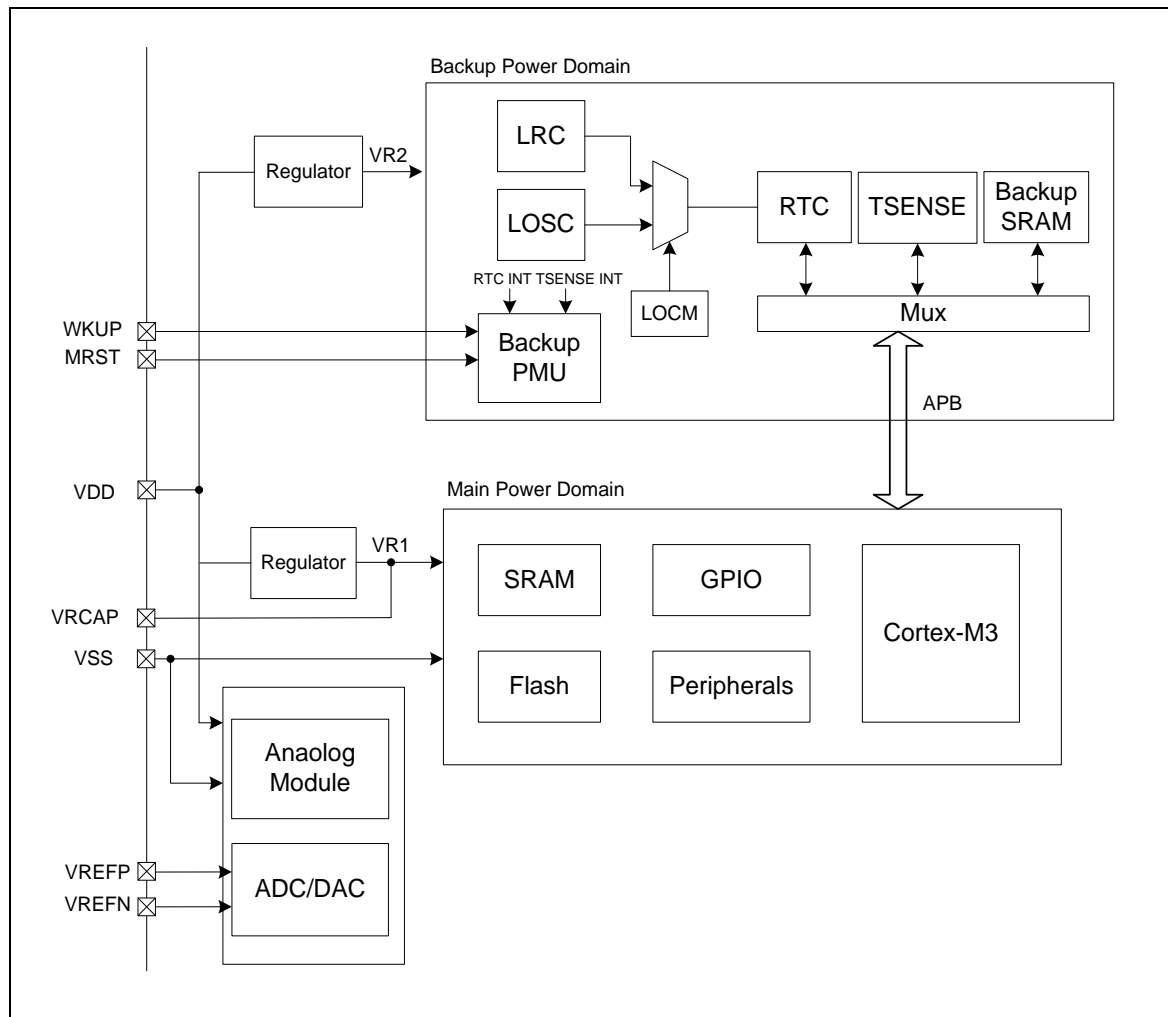 Backup Power Domain
LRC
VR2
Regulator
RTC
TSENSE
Backup
SRAM
LOSC
RTC INT TSENSE INT
LOCM
Mux
WKUP
MRST
Backup
PMU
APB
VDD
Main Power Domain
VR1
Regulator
SRAM
GPIO
Cortex-M3
VRCAP
VSS
Flash
Peripherals
Anaolog
Module
VREFP
VREFN
ADC/DAC